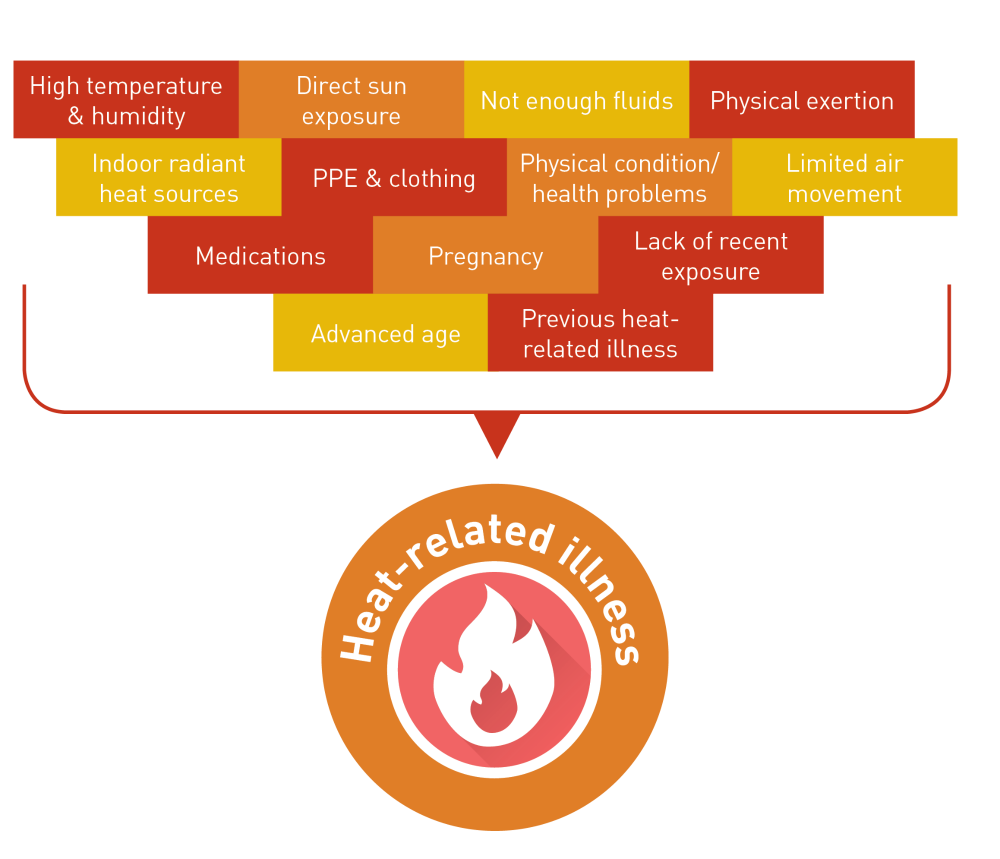 High temperature
& humidity
Direct sun
exposure
Not enough fluids
Physical exertion
Indoor radiant
heat sources
PPE & clothing
Physical condition/
health problems
Limited air
movement
Medications
Pregnancy
Lack of recent
exposure
Advanced age
Previous heat-
related illness
Heat-related illness